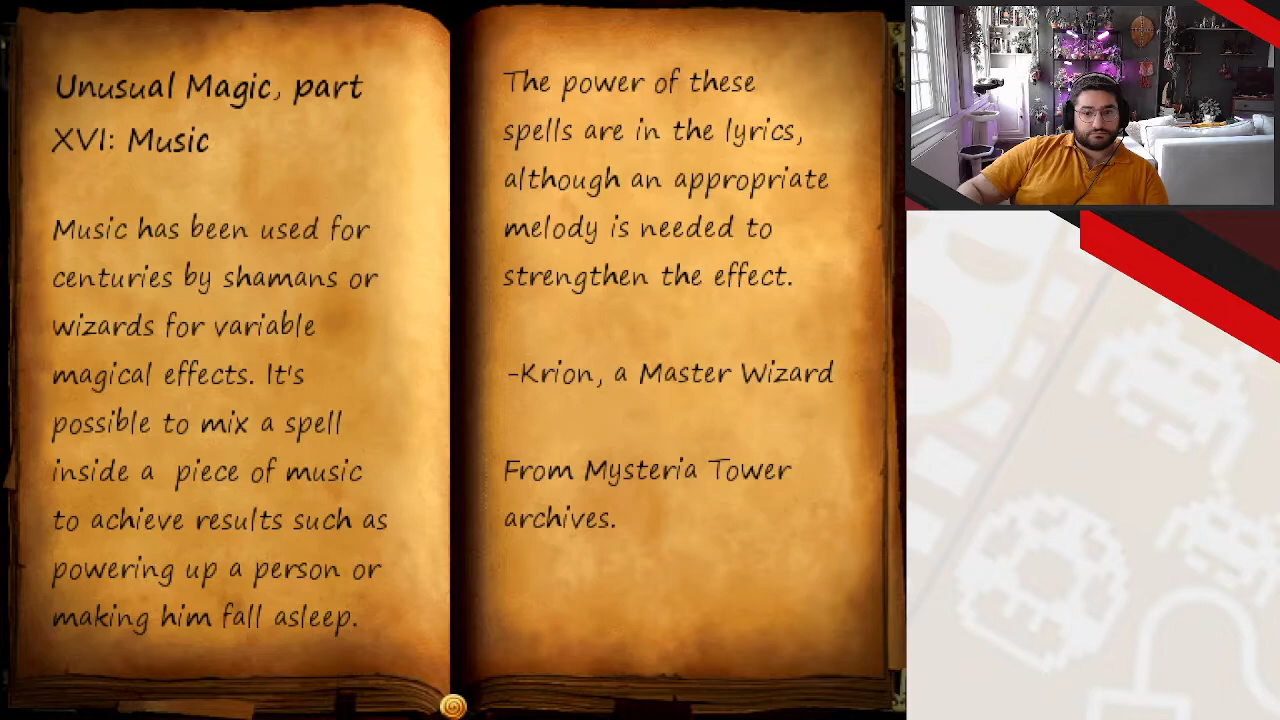 Unusual Magic, part
XVI: Music
Music has been used for
centuries by shamans or
wizards for variable
magical effects. It's
possible to mix a spell
inside a piece of music
to achieve results such as
powering up a person or
making him fall asleep.
The power of these
spells are in the lyrics,
although an appropriate
melody is needed to
strengthen the effect.
-Krion, a Master Wizard
From Mysteria Tower
archives.